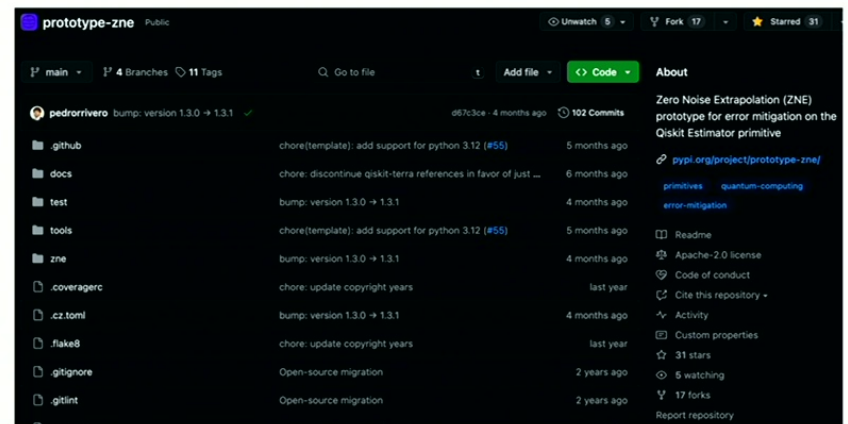 prototype-zne Public
Unwatch 5
Fork 17
Starred 31
main
4 Branches
11 Tags
Go to file
t
Add file
<> Code
pedrorrivero bump: version 1.3.0 → 1.3.1
d67c3ce · 4 months ago
102 Commits
.github chore(template): add support for python 3.12 (#55) 5 months ago
docs chore: discontinue qiskit-terra references in favor of just ... 6 months ago
test bump: version 1.3.0 → 1.3.1 4 months ago
tools chore(template): add support for python 3.12 (#55) 5 months ago
zne bump: version 1.3.0 → 1.3.1 4 months ago
.coveragerc chore: update copyright years last year
.cz.toml bump: version 1.3.0 → 1.3.1 4 months ago
.flake8 chore: update copyright years last year
.gitignore Open-source migration 2 years ago
.gitlint Open-source migration 2 years ago
About
Zero Noise Extrapolation (ZNE)
prototype for error mitigation on the
Qiskit Estimator primitive
pypi.org/project/prototype-zne/
primitives quantum-computing
error-mitigation
Readme
Apache-2.0 license
Code of conduct
Cite this repository
Activity
Custom properties
31 stars
5 watching
17 forks
Report repository